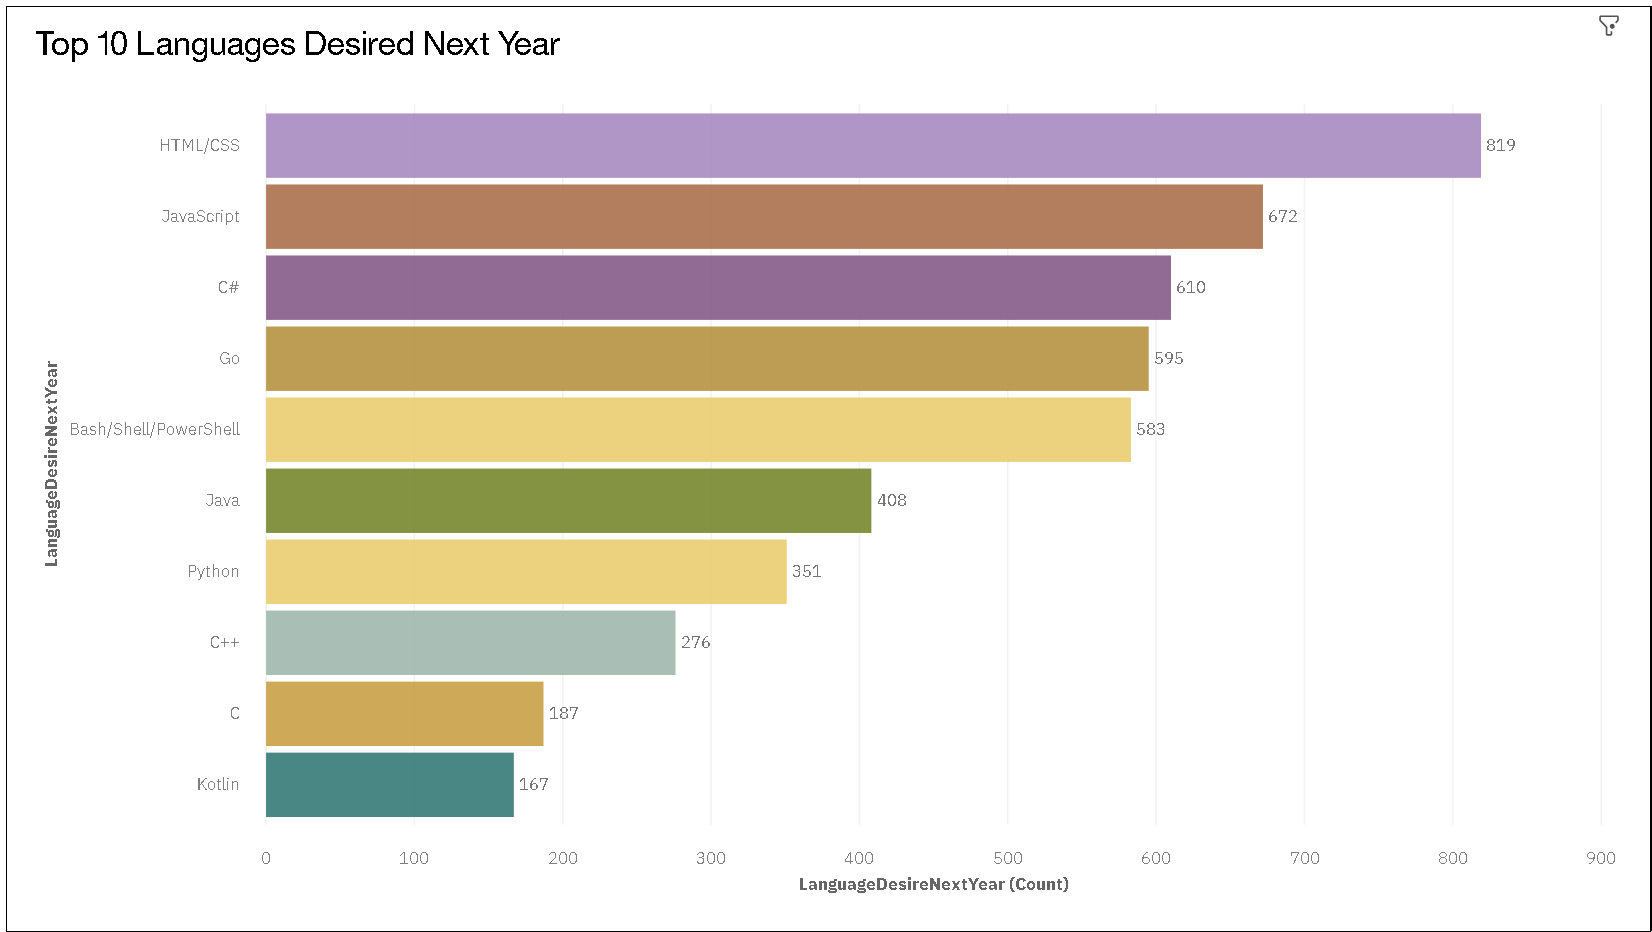 Top 10 Languages Desired Next Year
LanguageDesireNextYear
HTML/CSS 819
JavaScript 672
C# 610
Go 595
Bash/Shell/PowerShell 583
Java 408
Python 351
C++ 276
C 187
Kotlin 167
0 100 200 300 400 500 600 700 800 900
LanguageDesireNextYear (Count)